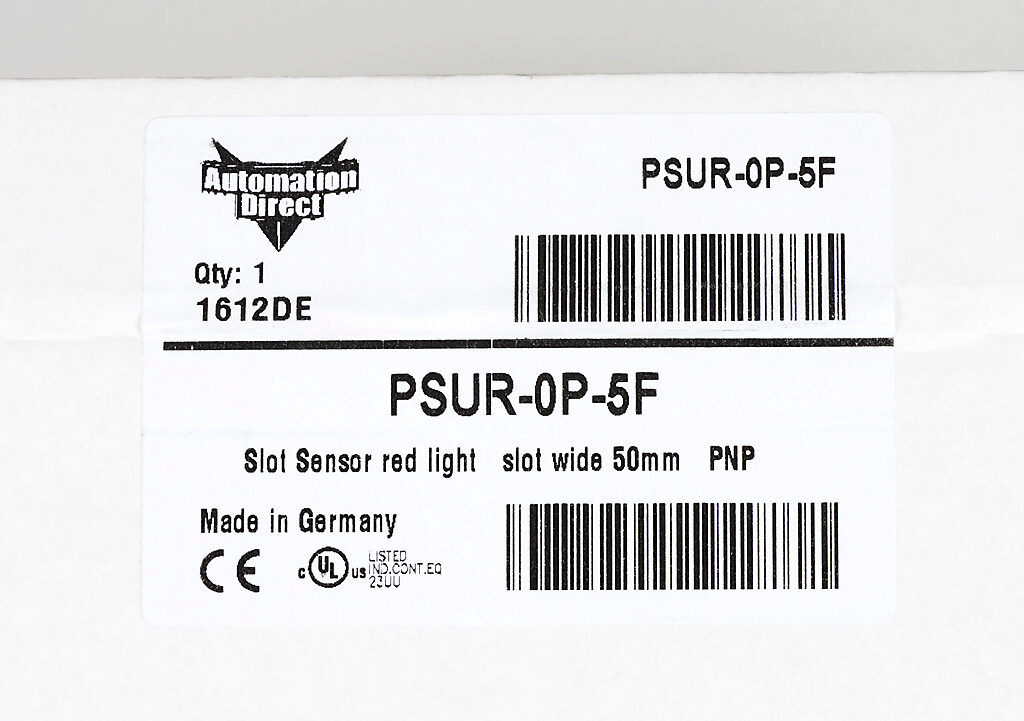 Automation
Direct
PSUR-0P-5F
Qty: 1
1612DE
PSUR-0P-5F
Slot Sensor red light slot wide 50mm PNP
Made in Germany
CE
c UL us
LISTED
IND.CONT.EQ
23UU